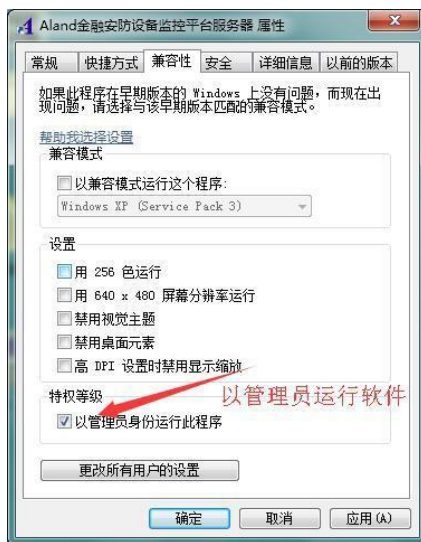 Aland金融安防设备监控平台服务器 属性
常规 快捷方式 兼容性 安全 详细信息 以前的版本
如果此程序在早期版本的 Windows 上没有问题，而现在出
现问题，请选择与该早期版本匹配的兼容模式。
帮助我选择设置
兼容模式
以兼容模式运行这个程序:
Windows XP (Service Pack 3)
设置
用 256 色运行
用 640 x 480 屏幕分辨率运行
禁用视觉主题
禁用桌面元素
高 DPI 设置时禁用显示缩放
特权等级
以管理员运行软件
以管理员身份运行此程序
更改所有用户的设置
确定 取消 应用(A)